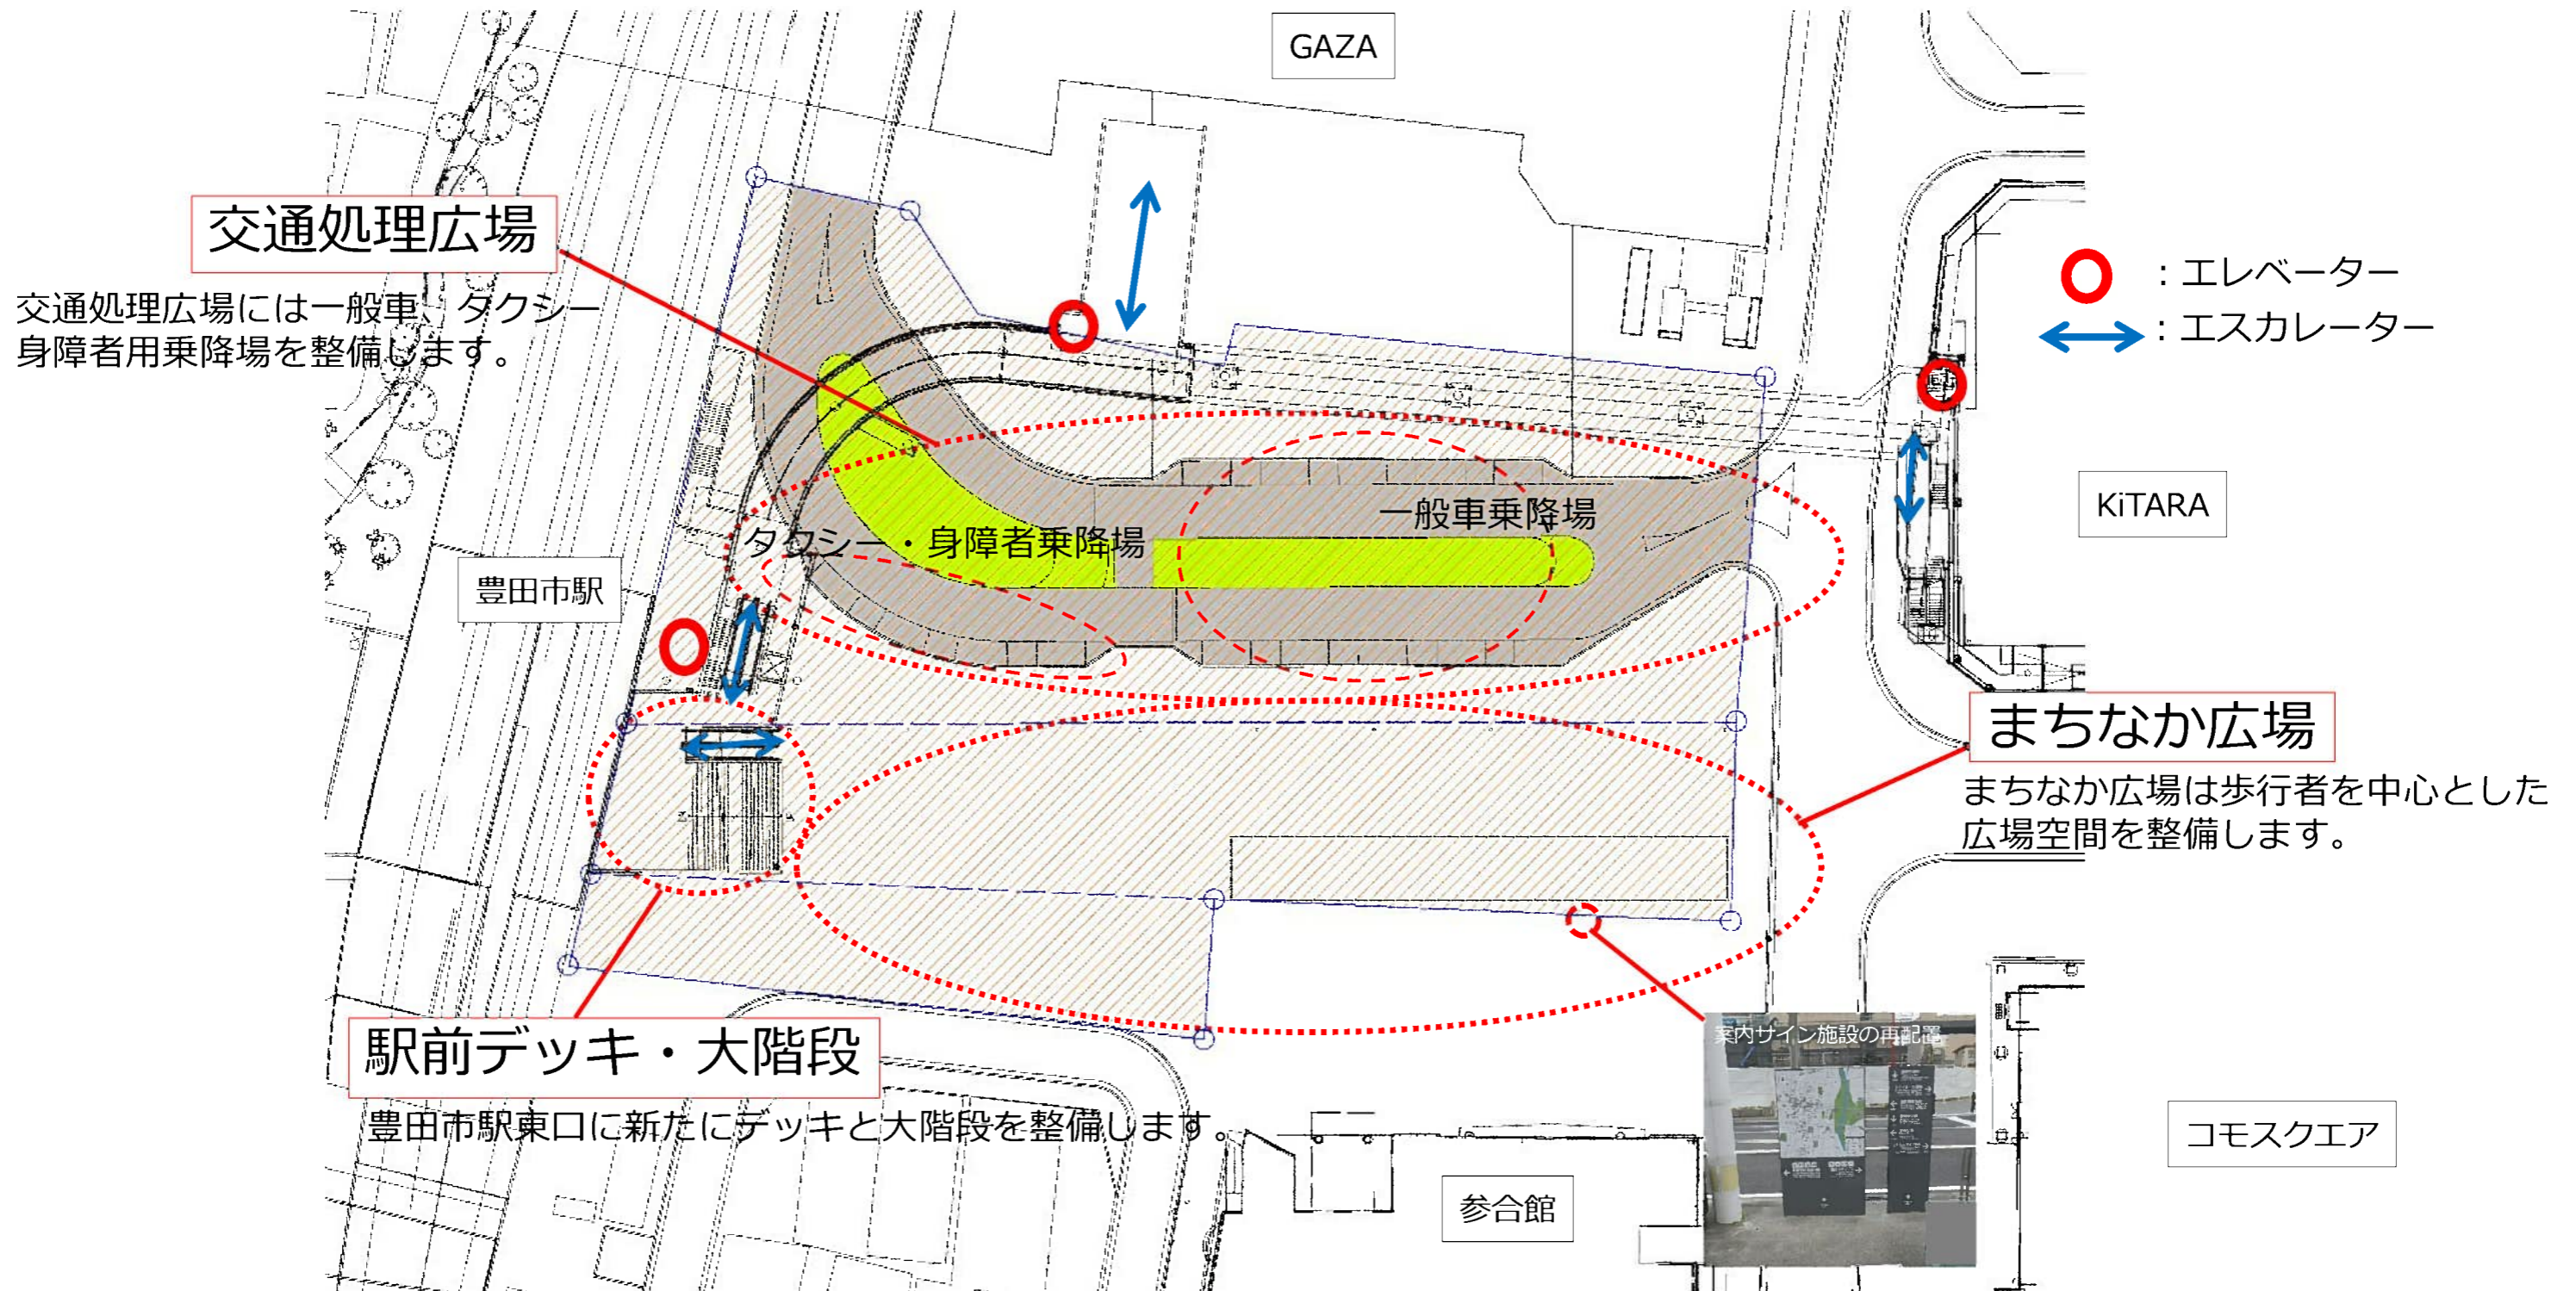 GAZA
交通処理広場
交通処理広場には一般車、タクシー
身障者用乗降場を整備します。
：エレベーター
：エスカレーター
一般車乗降場
タクシー・身障者乗降場
KiTARA
豊田市駅
まちなか広場
まちなか広場は歩行者を中心とした
広場空間を整備します。
駅前デッキ・大階段
豊田市駅東口に新たにデッキと大階段を整備します。
案内サイン施設の再配置
コモスクエア
参合館